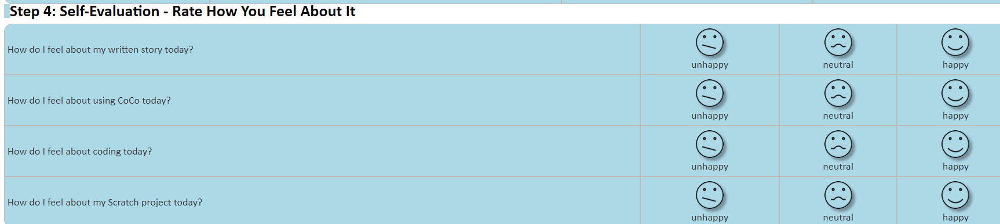 Step 4: Self-Evaluation - Rate How You Feel About It
How do I feel about my written story today?
unhappy
neutral
happy
How do I feel about using CoCo today?
unhappy
neutral
happy
How do I feel about coding today?
unhappy
neutral
happy
How do I feel about my Scratch project today?
unhappy
neutral
happy